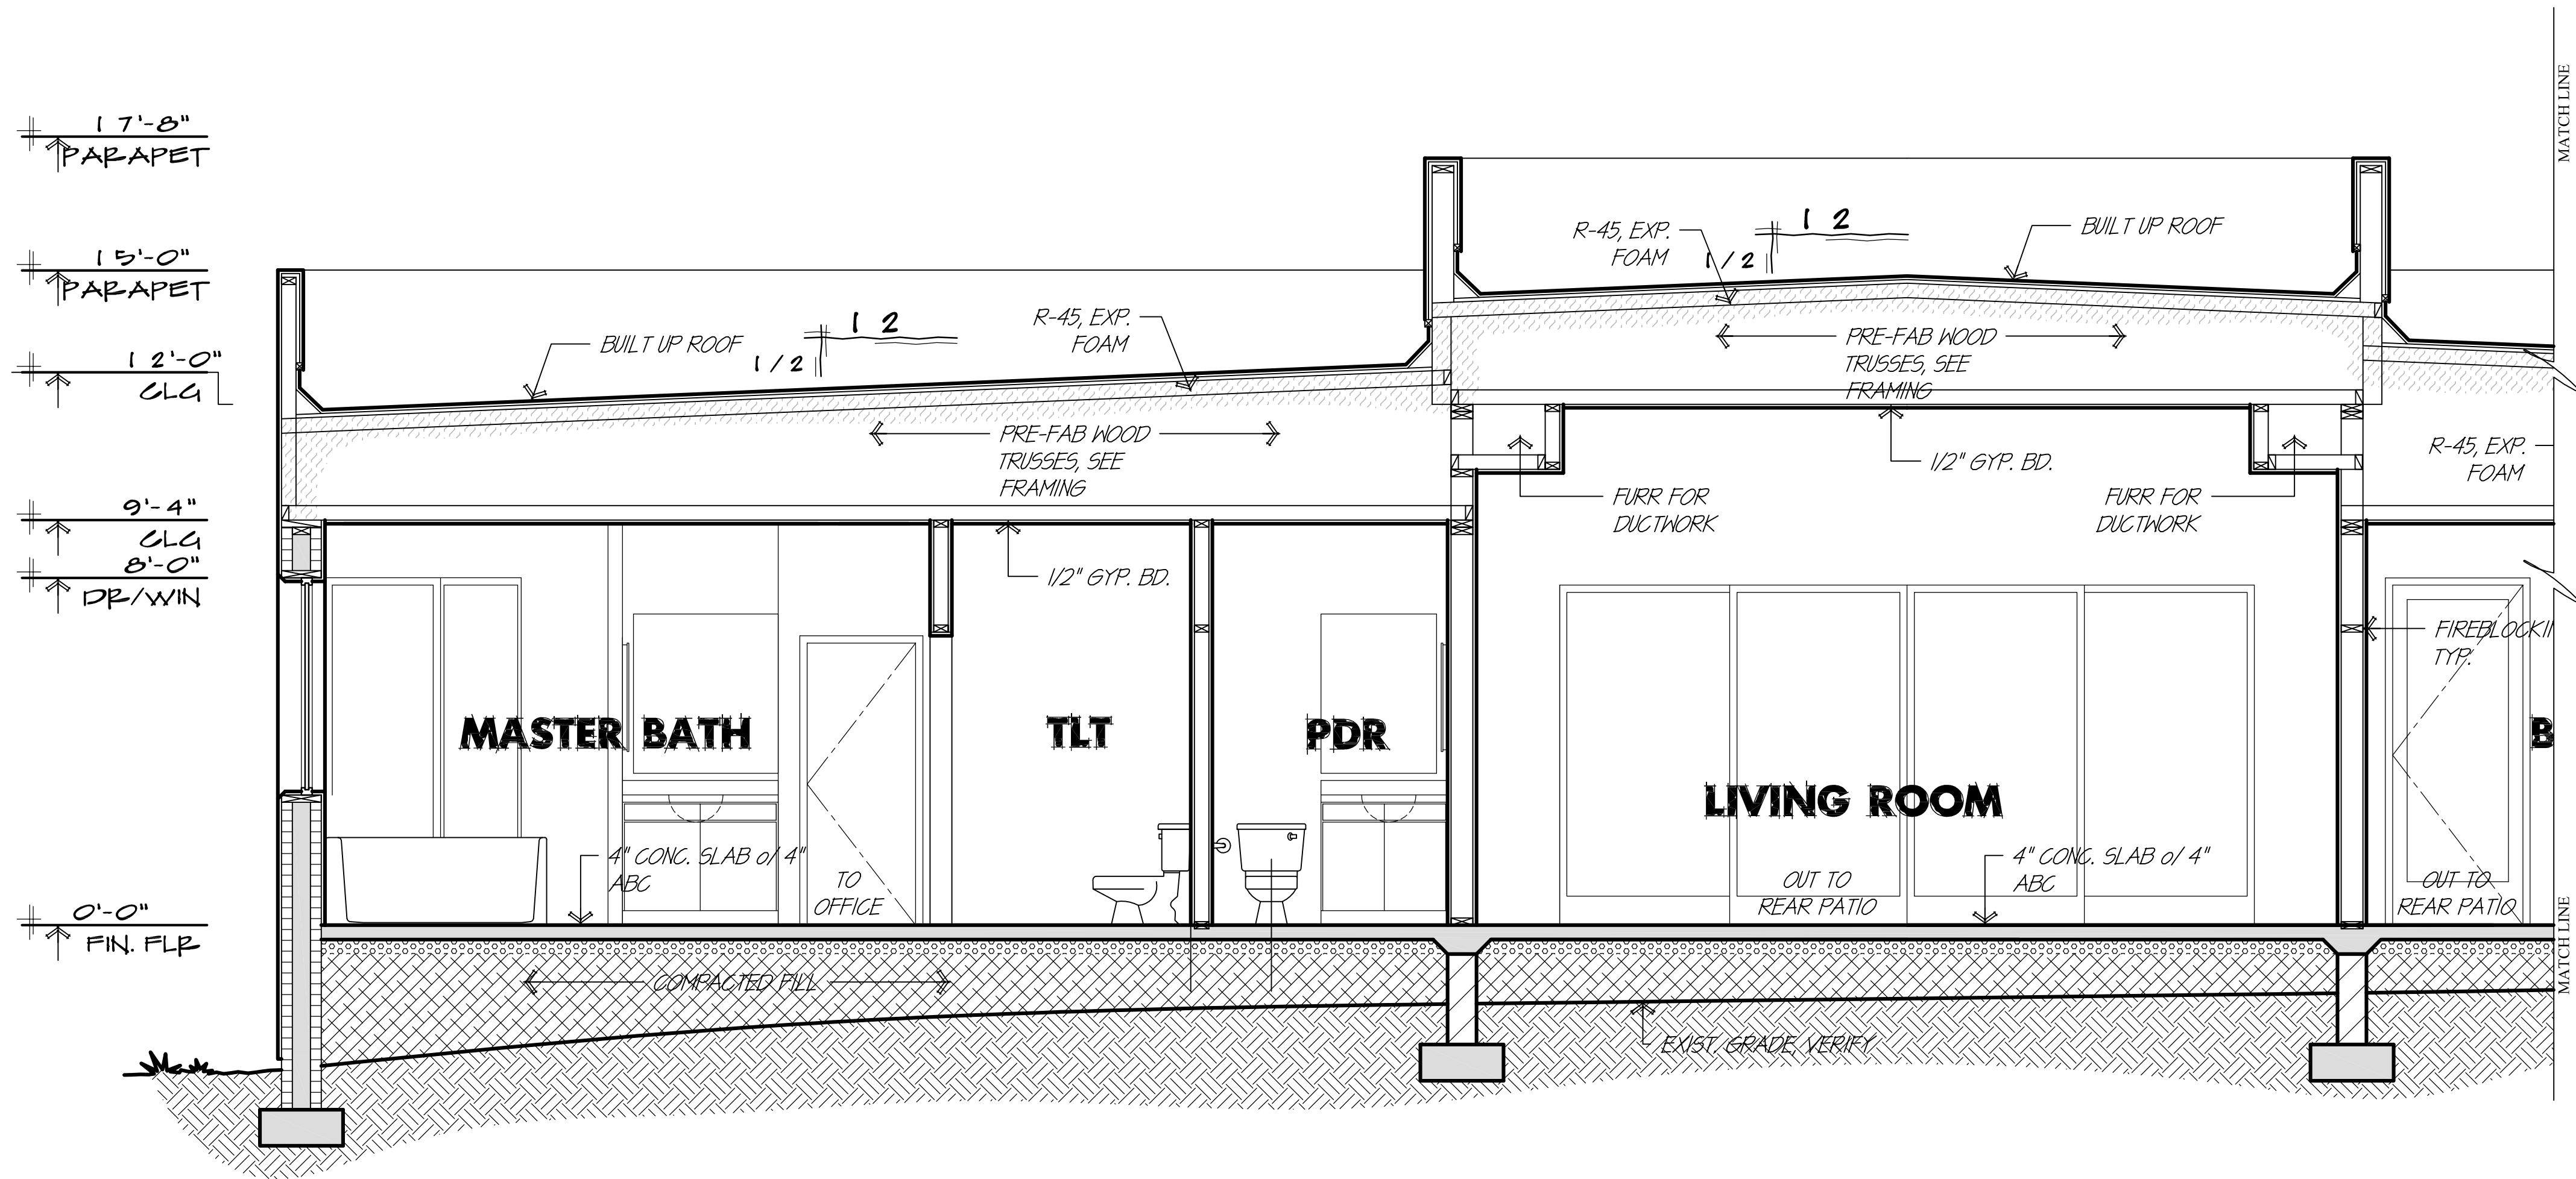 MATCH LINE
17'-8"
PARAPET
15'-0"
PARAPET
12'-0"
CLG
9'-4"
CLG
8'-0"
DR/WIN
0'-0"
FIN. FLR
BUILT UP ROOF
12
1/2
R-45, EXP.
FOAM
PRE-FAB WOOD
TRUSSES, SEE
FRAMING
1/2" GYP. BD.
R-45, EXP.
FOAM
12
1/2
BUILT UP ROOF
PRE-FAB WOOD
TRUSSES, SEE
FRAMING
1/2" GYP. BD.
FURR FOR
DUCTWORK
FURR FOR
DUCTWORK
R-45, EXP.
FOAM
TYP.
MASTER BATH
TLT
PDR
LIVING ROOM
B
4" CONC. SLAB o/ 4"
ABC
TO
OFFICE
OUT TO
REAR PATIO
4" CONC. SLAB o/ 4"
ABC
OUT TO
REAR PATIO
COMPACTED FILL
EXIST. GRADE, VERIFY
MATCH LINE